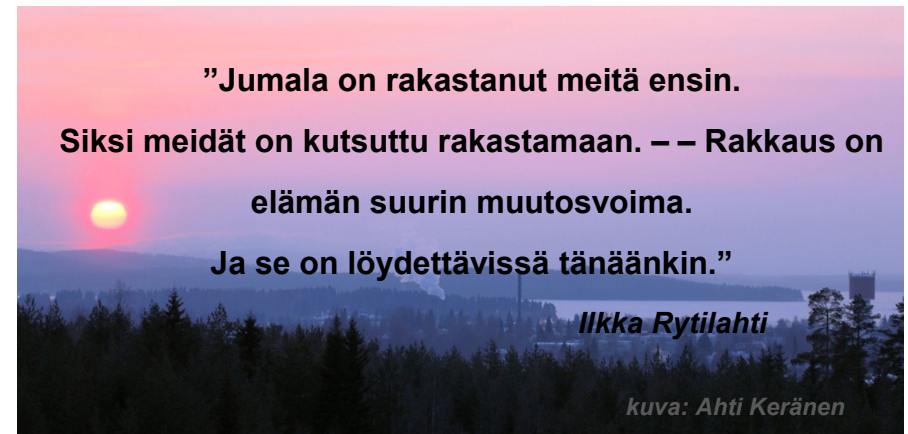 ”Jumala on rakastanut meitä ensin.
Siksi meidät on kutsuttu rakastamaan. – – Rakkaus on
elämän suurin muutosvoima.
Ja se on löydettävissä tänäänkin.”
Ilkka Rytilahti
kuva: Ahti Keränen